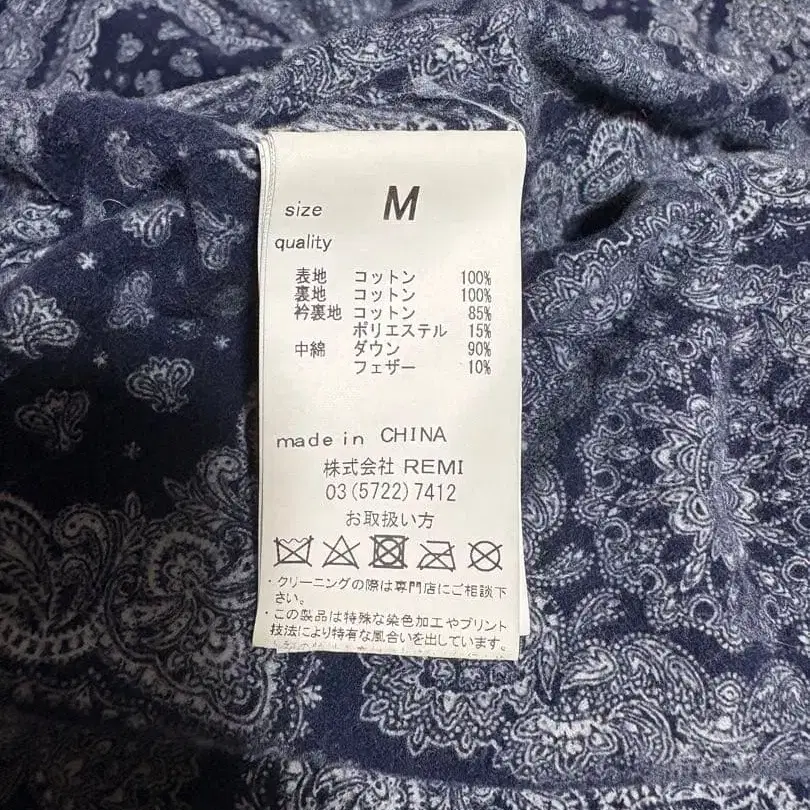 size M
quality
表地 コットン 100%
裏地 コットン 100%
衿裏地 コットン 85%
ポリエステル 15%
中綿 ダウン 90%
フェザー 10%
made in CHINA
株式会社 REMI
03(5722)7412
お取扱い方
・クリーニングの際は専門店にご相談下
さい。
・この製品は特殊な染色加工やプリント
技法により特有な風合いを出しています。